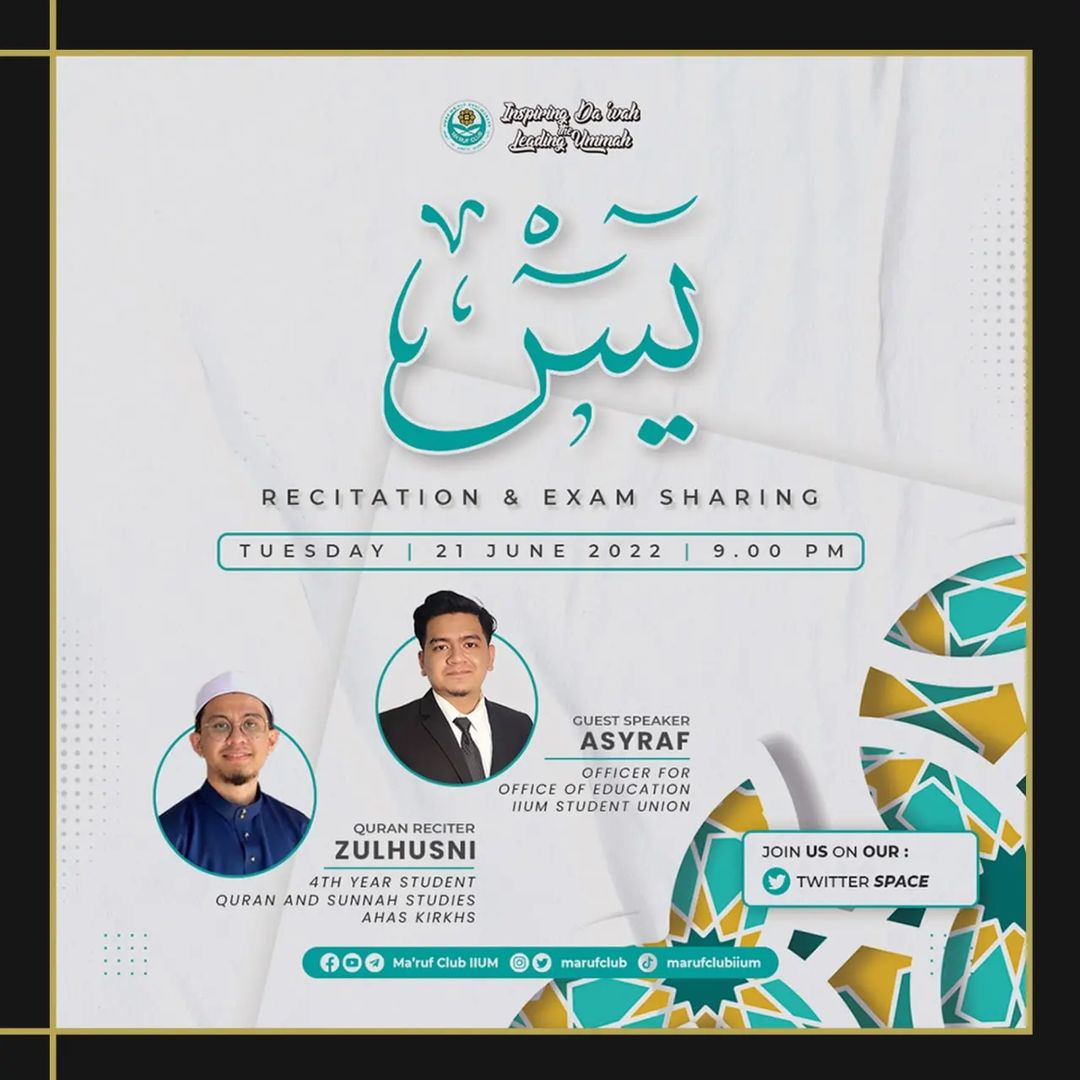 Inspiring Da'wah
Leading the Ummah
يٓسٓ
RECITATION & EXAM SHARING
TUESDAY | 21 JUNE 2022 | 9.00 PM
GUEST SPEAKER
ASYRAF
OFFICER FOR
OFFICE OF EDUCATION
IIUM STUDENT UNION
QURAN RECITER
ZULHUSNI
4TH YEAR STUDENT
QURAN AND SUNNAH STUDIES
AHAS KIRKHS
JOIN US ON OUR :
TWITTER SPACE
Ma'ruf Club IIUM marufclub marufclubiium